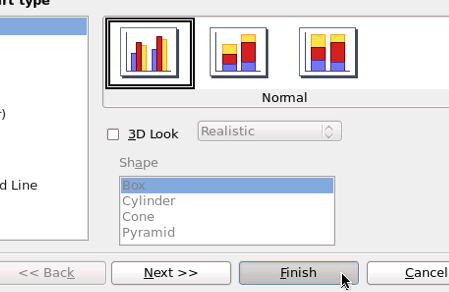 rt type
Normal
)
3D Look
Realistic
Shape
d Line
Box
Cylinder
Cone
Pyramid
<< Back
Next >>
Finish
Cancel